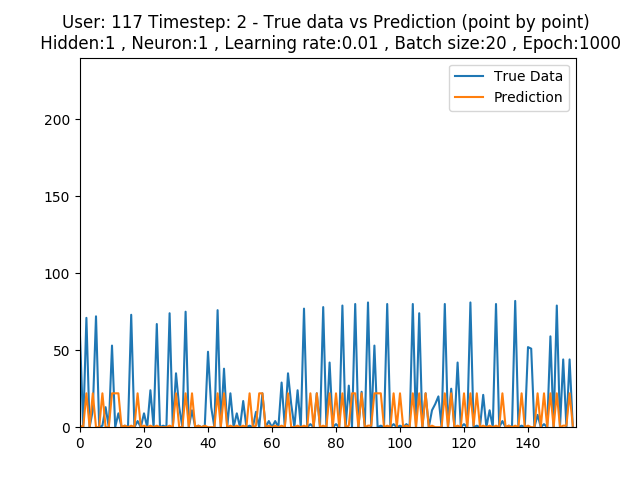 User: 117 Timestep: 2 - True data vs Prediction (point by point)
Hidden:1 , Neuron:1 , Learning rate:0.01 , Batch size:20 , Epoch:1000
True Data
Prediction
200
150
100
50
0
0 20 40 60 80 100 120 140